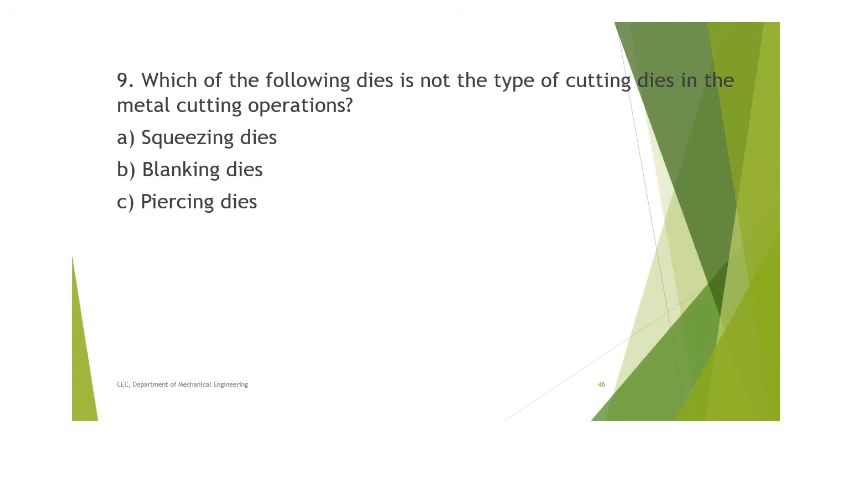 9. Which of the following dies is not the type of cutting dies in the
metal cutting operations?
a) Squeezing dies
b) Blanking dies
c) Piercing dies
CEC, Department of Mechanical Engineering
46